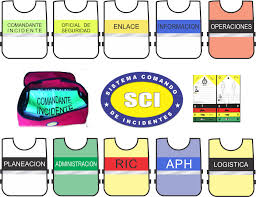 COMANDANTE
INCIDENTE
OFICIAL DE
SEGURIDAD
ENLACE
INFORMACION
OPERACIONES
COMANDANTE
INCIDENTE
SISTEMA COMANDO
SCI
DE INCIDENTES
PLANEACION
ADMINISTRACION
RIC
APH
LOGISTICA